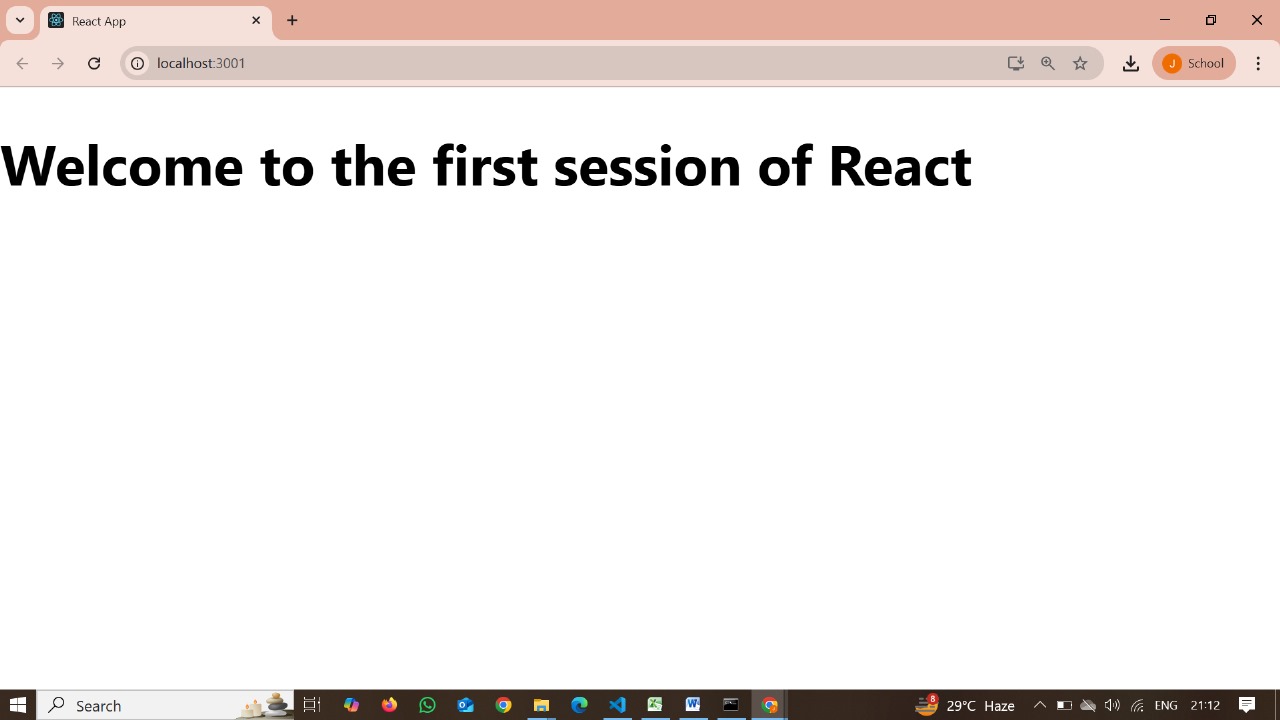 React App
localhost:3001
J School
Welcome to the first session of React
Search
8
29°C Haze
ENG
21:12